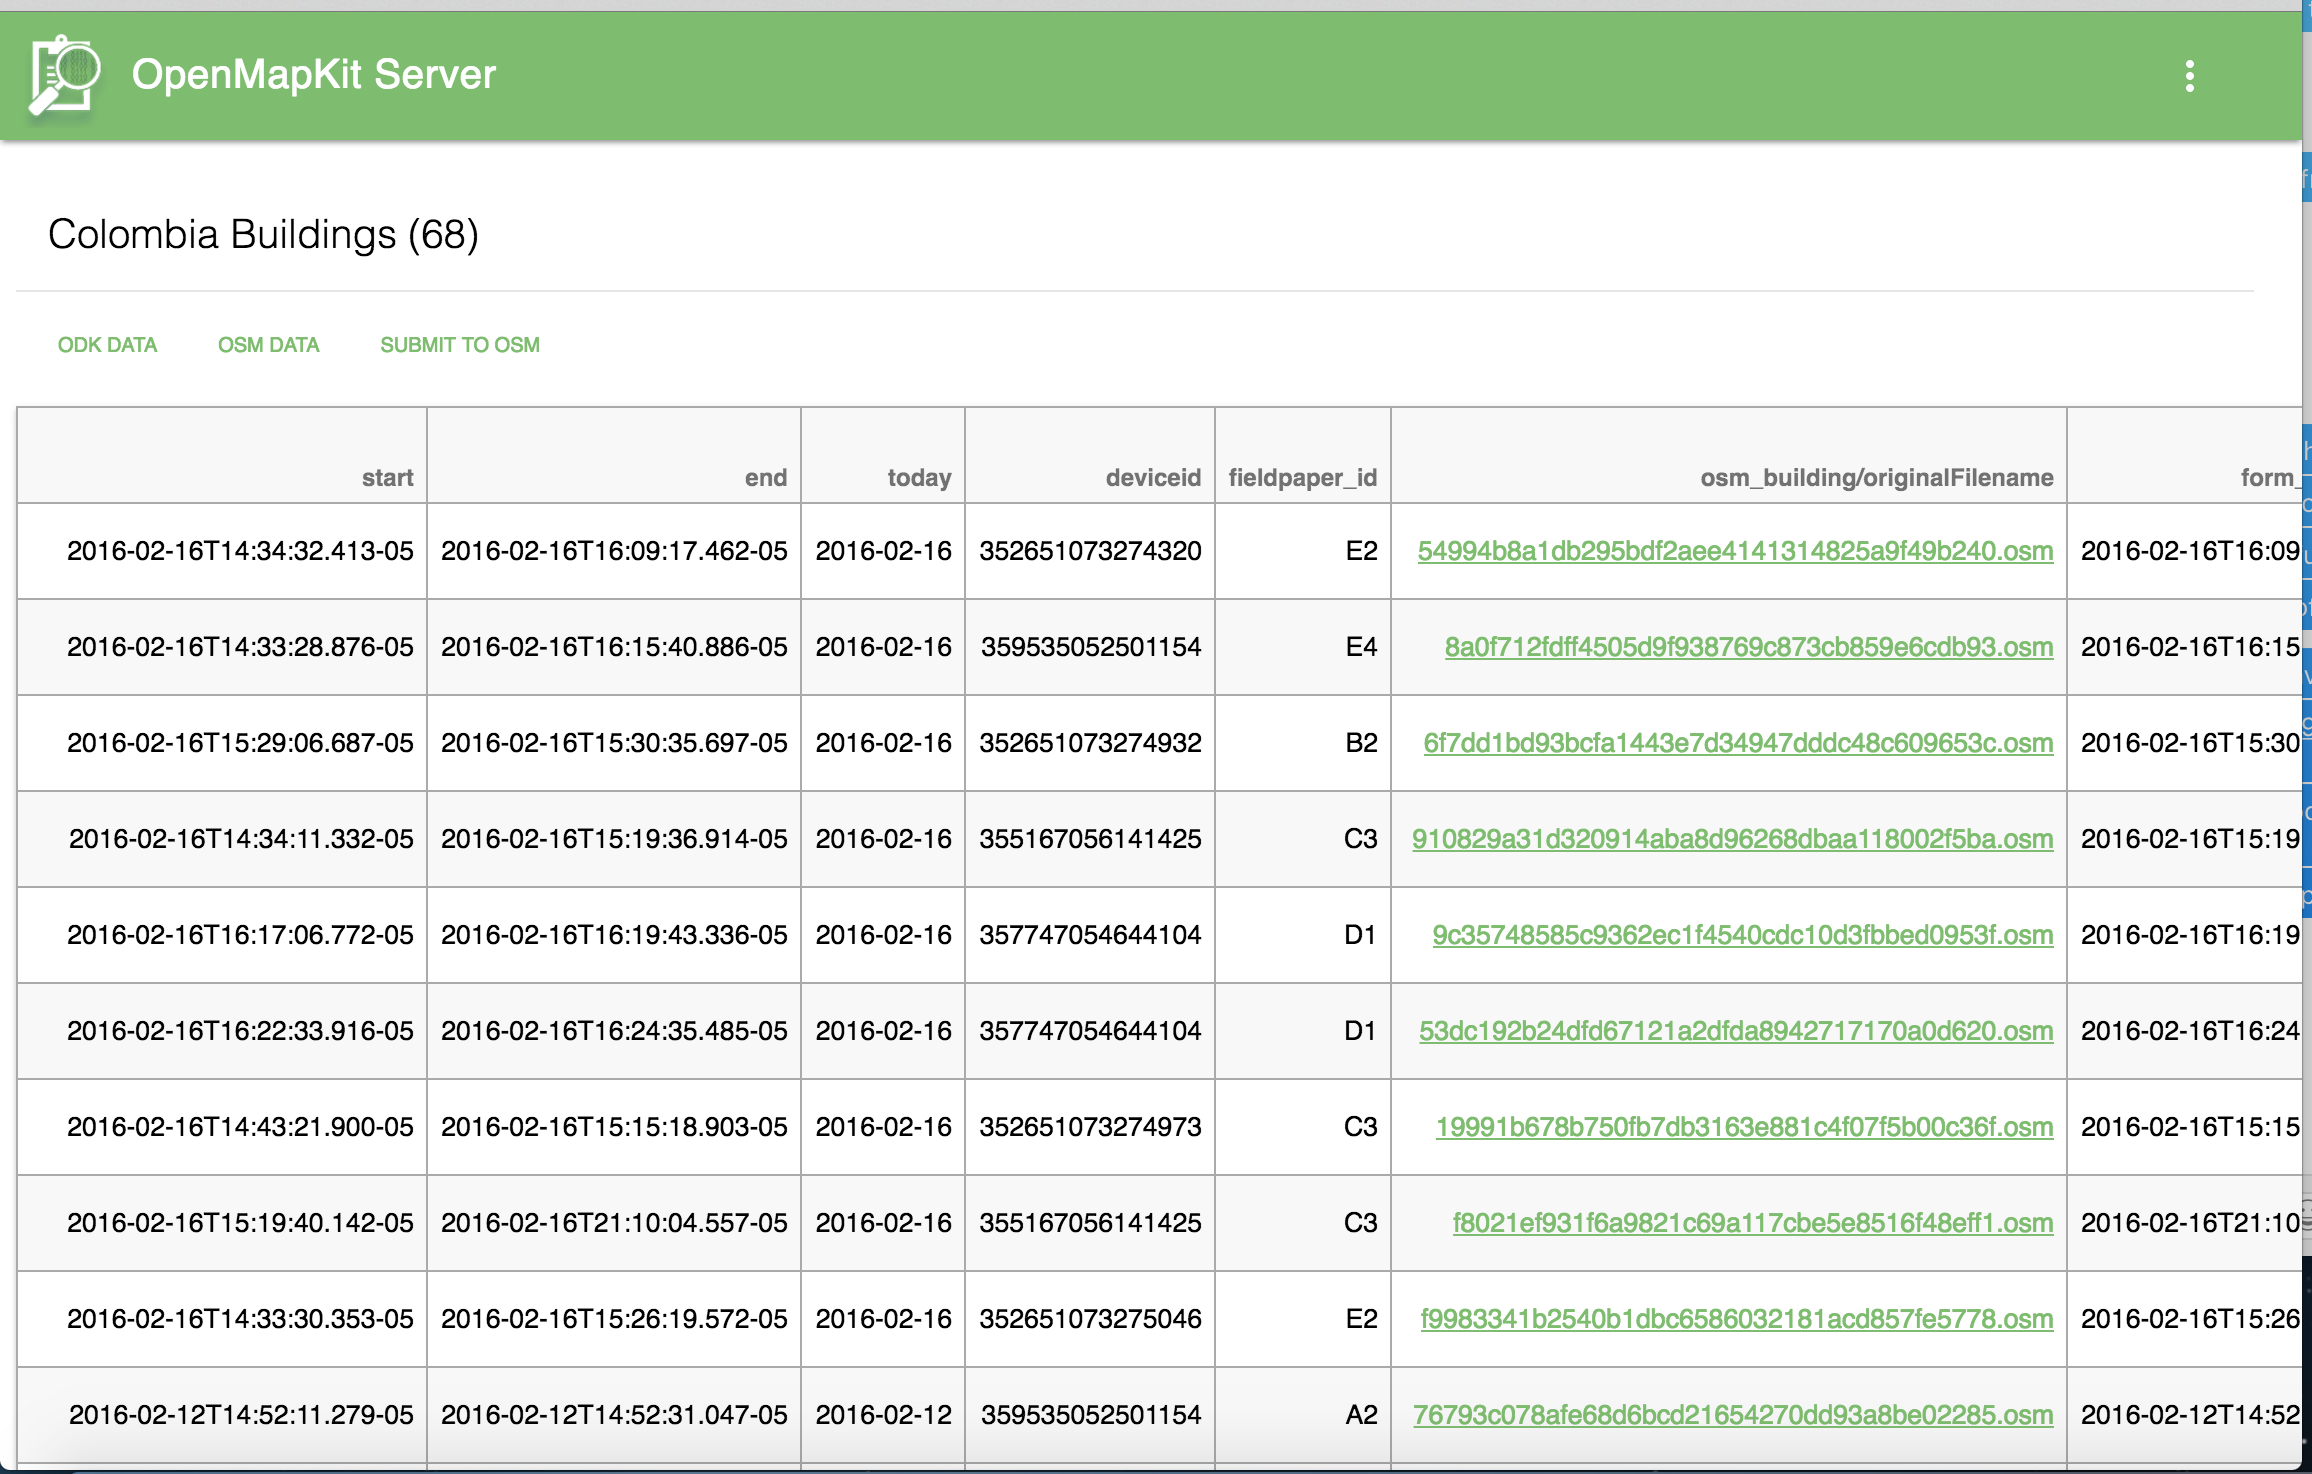 OpenMapKit Server
Colombia Buildings (68)
ODK DATA OSM DATA SUBMIT TO OSM
start end today deviceid fieldpaper_id osm_building/originalFilename form_
2016-02-16T14:34:32.413-05 2016-02-16T16:09:17.462-05 2016-02-16 352651073274320 E2 54994b8a1db295bdf2aee4141314825a9f49b240.osm 2016-02-16T16:09
2016-02-16T14:33:28.876-05 2016-02-16T16:15:40.886-05 2016-02-16 359535052501154 E4 8a0f712fdff4505d9f938769c873cb859e6cdb93.osm 2016-02-16T16:15
2016-02-16T15:29:06.687-05 2016-02-16T15:30:35.697-05 2016-02-16 352651073274932 B2 6f7dd1bd93bcfa1443e7d34947dddc48c609653c.osm 2016-02-16T15:30
2016-02-16T14:34:11.332-05 2016-02-16T15:19:36.914-05 2016-02-16 355167056141425 C3 910829a31d320914aba8d96268dbaa118002f5ba.osm 2016-02-16T15:19
2016-02-16T16:17:06.772-05 2016-02-16T16:19:43.336-05 2016-02-16 357747054644104 D1 9c35748585c9362ec1f4540cdc10d3fbbed0953f.osm 2016-02-16T16:19
2016-02-16T16:22:33.916-05 2016-02-16T16:24:35.485-05 2016-02-16 357747054644104 D1 53dc192b24dfd67121a2dfda8942717170a0d620.osm 2016-02-16T16:24
2016-02-16T14:43:21.900-05 2016-02-16T15:15:18.903-05 2016-02-16 352651073274973 C3 19991b678b750fb7db3163e881c4f07f5b00c36f.osm 2016-02-16T15:15
2016-02-16T15:19:40.142-05 2016-02-16T21:10:04.557-05 2016-02-16 355167056141425 C3 f8021ef931f6a9821c69a117cbe5e8516f48eff1.osm 2016-02-16T21:10
2016-02-16T14:33:30.353-05 2016-02-16T15:26:19.572-05 2016-02-16 352651073275046 E2 f9983341b2540b1dbc6586032181acd857fe5778.osm 2016-02-16T15:26
2016-02-12T14:52:11.279-05 2016-02-12T14:52:31.047-05 2016-02-12 359535052501154 A2 76793c078afe68d6bcd21654270dd93a8be02285.osm 2016-02-12T14:52